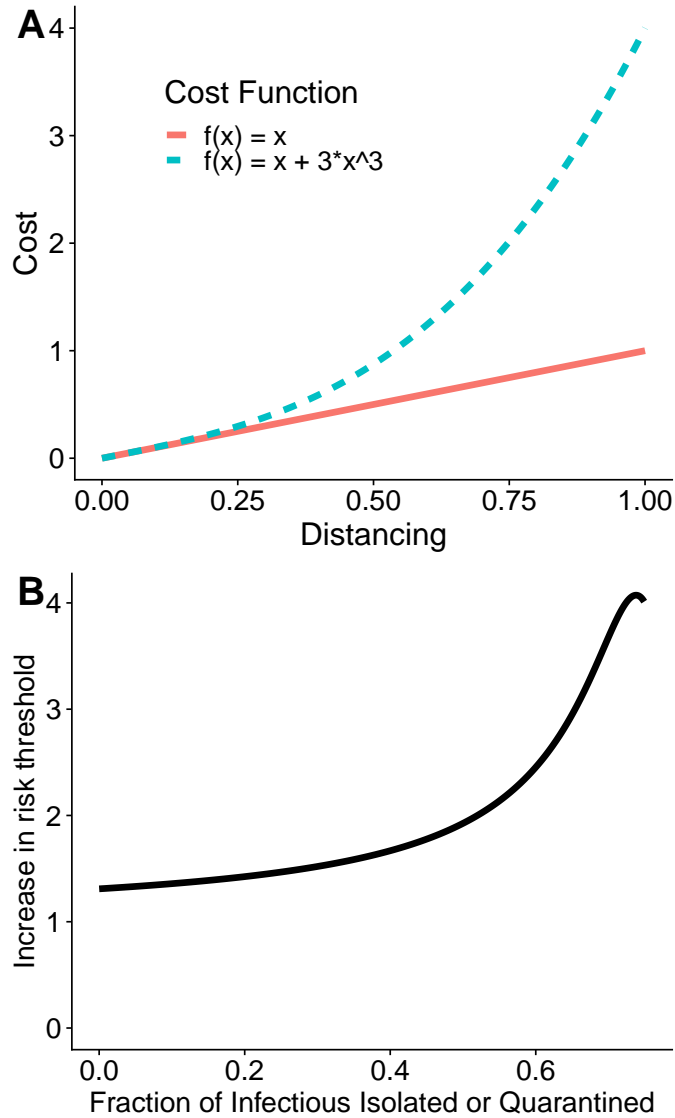 A
4
3
2
1
0
Cost
Cost Function
f(x) = x
f(x) = x + 3*x^3
0.00 0.25 0.50 0.75 1.00
Distancing
B
4
3
2
1
0
Increase in risk threshold
0.0 0.2 0.4 0.6
Fraction of Infectious Isolated or Quarantined